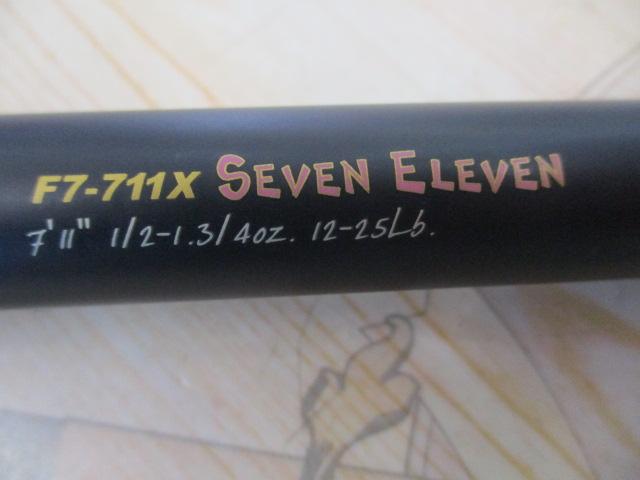 F7-711X SEVEN ELEVEN
7'11" 1/2-1.3/4oz. 12-25Lb.